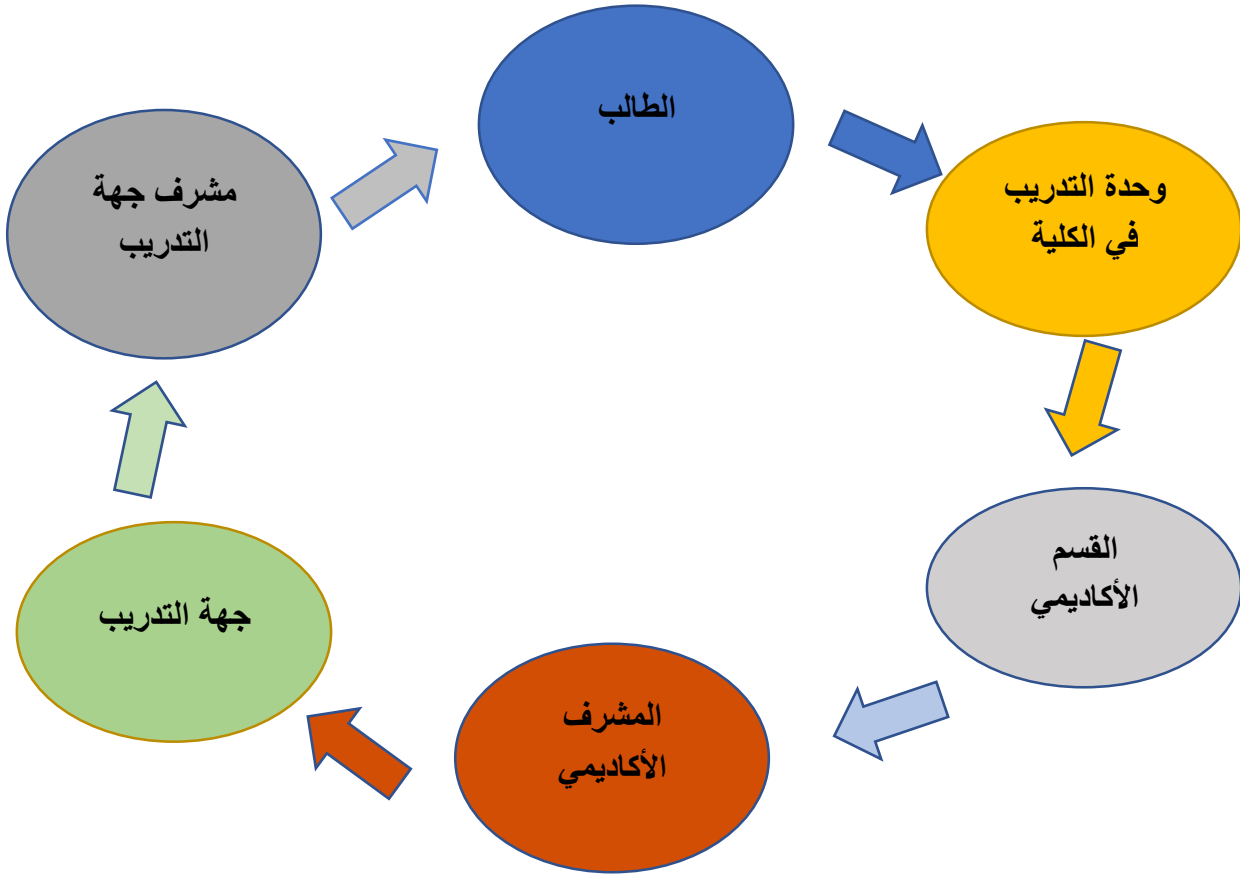 الطالب
وحدة التدريب
في الكلية
القسم
الأكاديمي
المشرف
الأكاديمي
جهة التدريب
مشرف جهة
التدريب